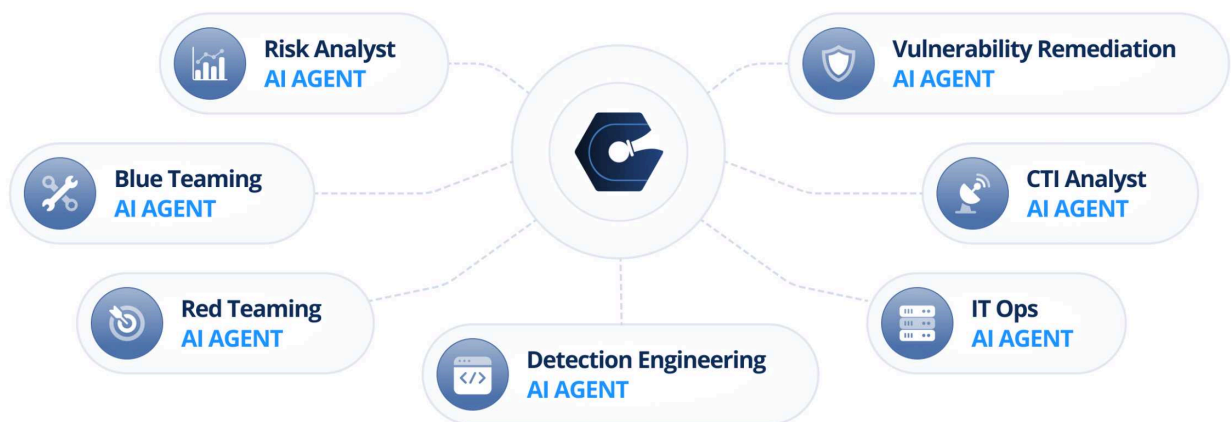 Risk Analyst
AI AGENT
Vulnerability Remediation
AI AGENT
Blue Teaming
AI AGENT
CTI Analyst
AI AGENT
Red Teaming
AI AGENT
IT Ops
AI AGENT
Detection Engineering
AI AGENT